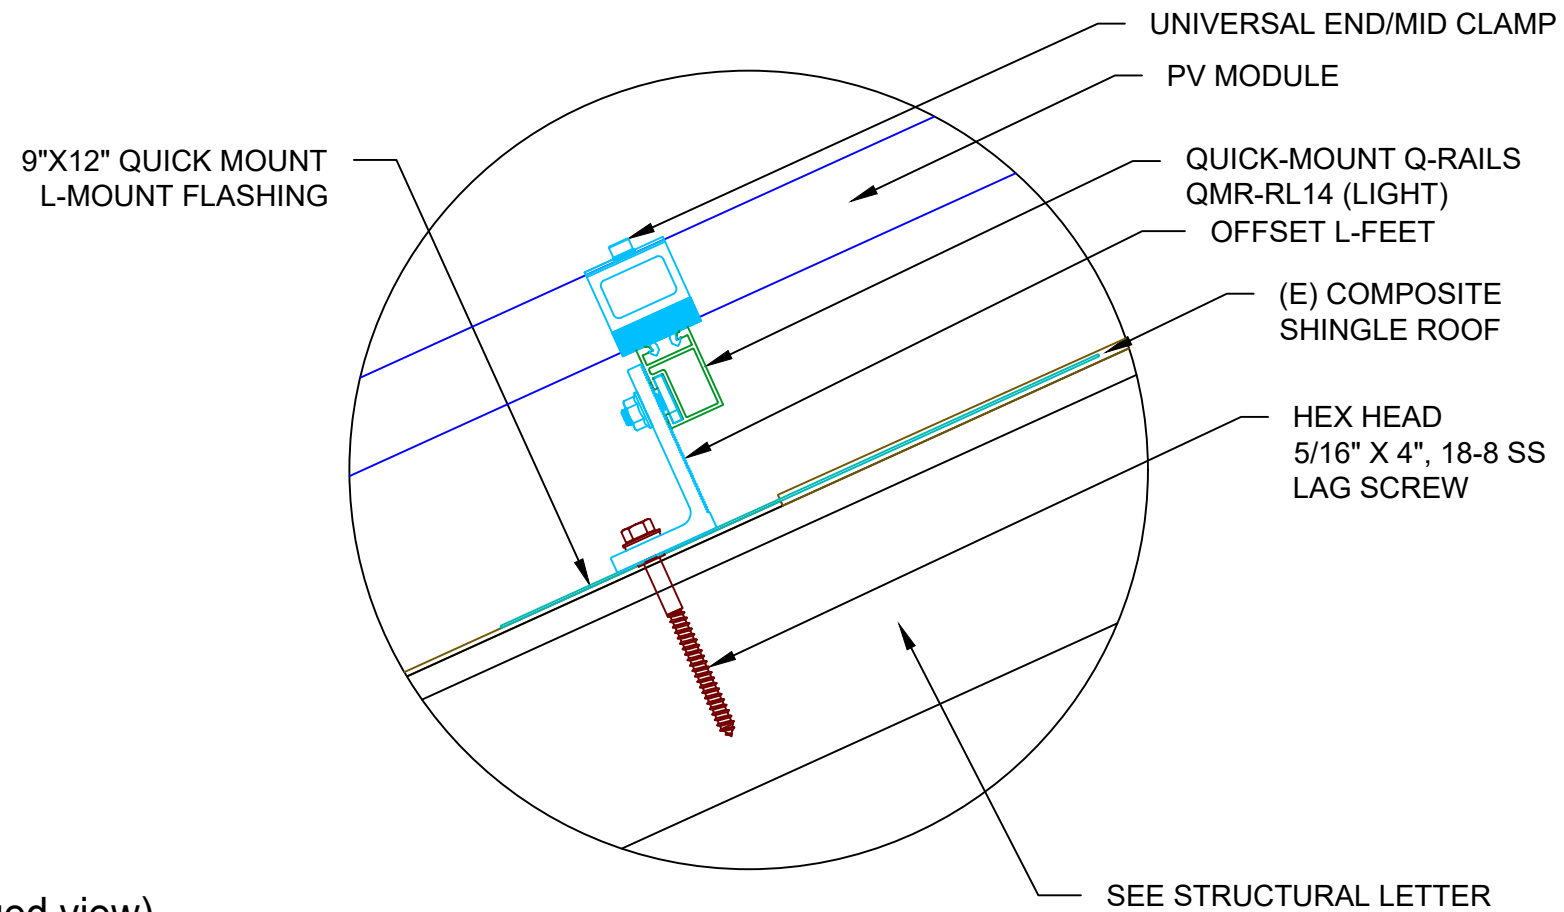 UNIVERSAL END/MID CLAMP
PV MODULE
9"X12" QUICK MOUNT
L-MOUNT FLASHING
QUICK-MOUNT Q-RAILS
QMR-RL14 (LIGHT)
OFFSET L-FEET
(E) COMPOSITE
SHINGLE ROOF
HEX HEAD
5/16" X 4", 18-8 SS
LAG SCREW
SEE STRUCTURAL LETTER
view)